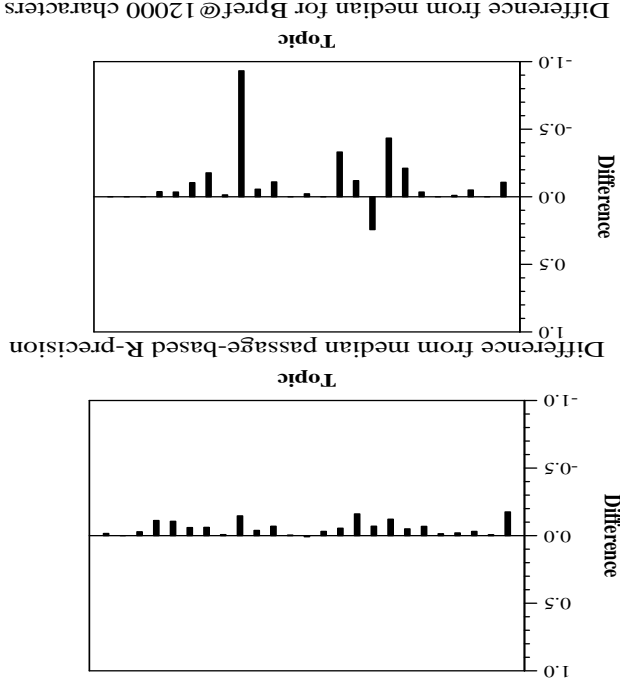 1.0
0.5
0.0
-0.5
-1.0
Difference
Topic
Difference from median passage-based R-precision
1.0
0.5
0.0
-0.5
-1.0
Difference
Topic
Difference from median for Bpref@12000 characters